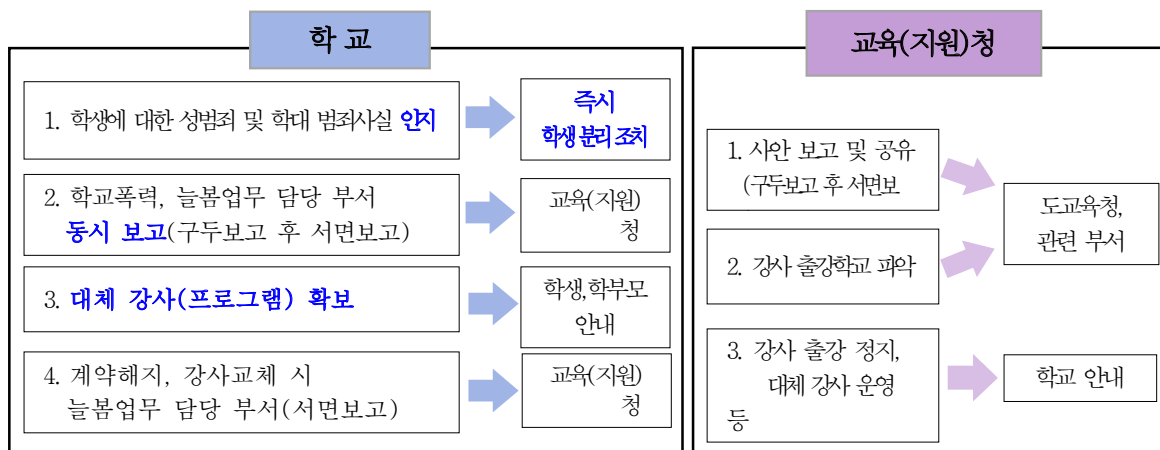 학 교
1. 학생에 대한 성범죄 및 학대 범죄사실 인지
즉시
학생 분리 조치
2. 학교폭력, 늘봄업무 담당 부서
동시 보고(구두보고 후 서면보고)
교육(지원)
청
3. 대체 강사(프로그램) 확보
학생,학부모
안내
4. 계약해지, 강사교체 시
늘봄업무 담당 부서(서면보고)
교육(지원)
청
교육(지원)청
1. 사안 보고 및 공유
(구두보고 후 서면보
2. 강사 출강학교 파악
도교육청,
관련 부서
3. 강사 출강 정지,
대체 강사 운영
등
학교 안내